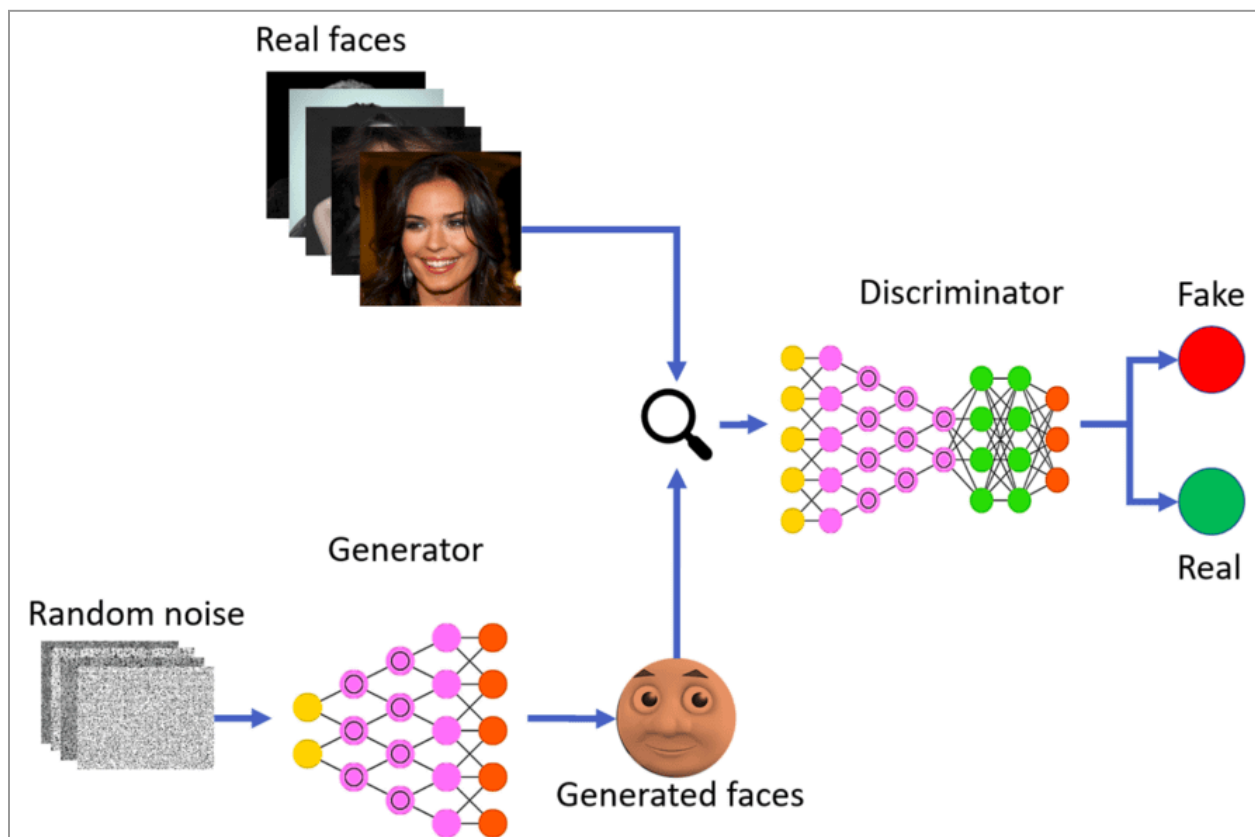 Real faces
Discriminator
Fake
Generator
Real
Random noise
Generated faces